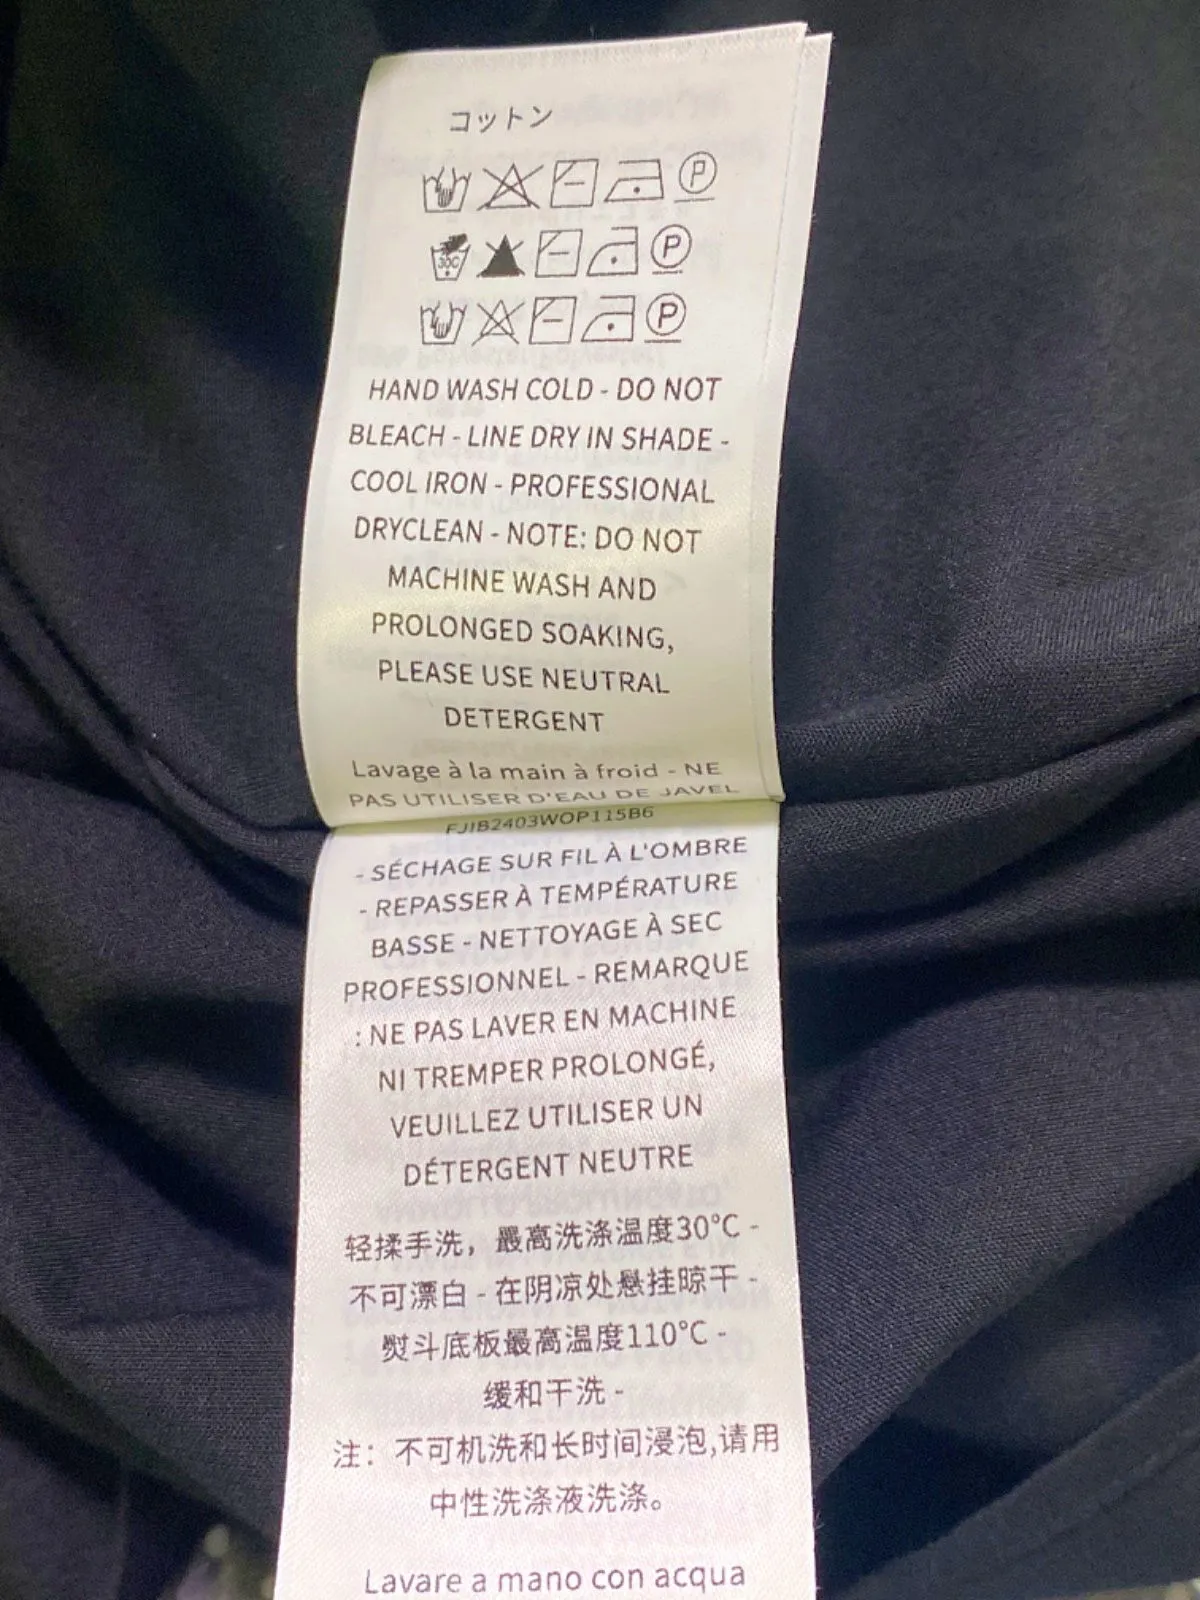 コットン
P
30C P
P
HAND WASH COLD - DO NOT
BLEACH - LINE DRY IN SHADE -
COOL IRON - PROFESSIONAL
DRYCLEAN - NOTE: DO NOT
MACHINE WASH AND
PROLONGED SOAKING,
PLEASE USE NEUTRAL
DETERGENT
Lavage à la main à froid - NE
PAS UTILISER D'EAU DE JAVEL
FJIB2403WOP115B6
- SÉCHAGE SUR FIL À L'OMBRE
- REPASSER À TEMPÉRATURE
BASSE - NETTOYAGE À SEC
PROFESSIONNEL - REMARQUE
: NE PAS LAVER EN MACHINE
NI TREMPER PROLONGÉ,
VEUILLEZ UTILISER UN
DÉTERGENT NEUTRE
轻揉手洗，最高洗涤温度30°C -
不可漂白 - 在阴凉处悬挂晾干 -
熨斗底板最高温度110°C -
缓和干洗 -
注：不可机洗和长时间浸泡,请用
中性洗涤液洗涤。
Lavare a mano con acqua